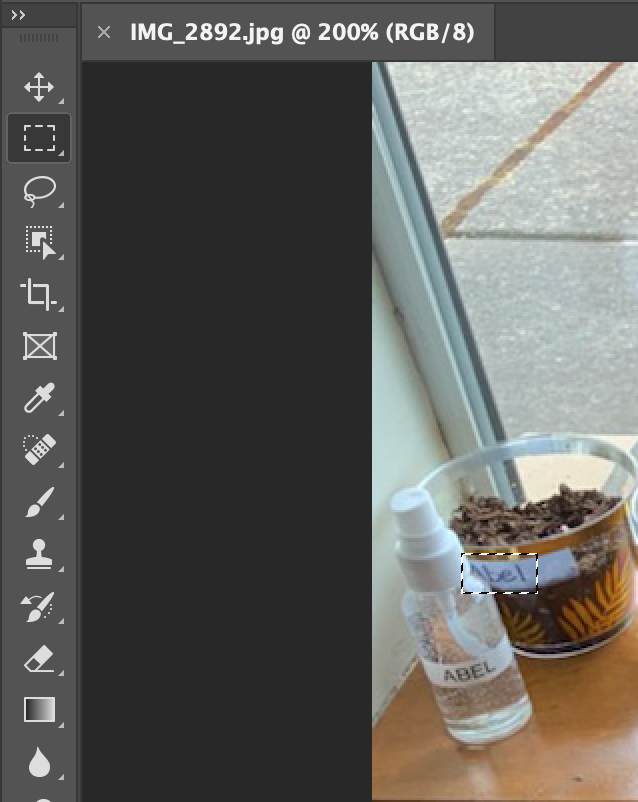 IMG_2892.jpg @ 200% (RGB/8)
Abel
ABEL